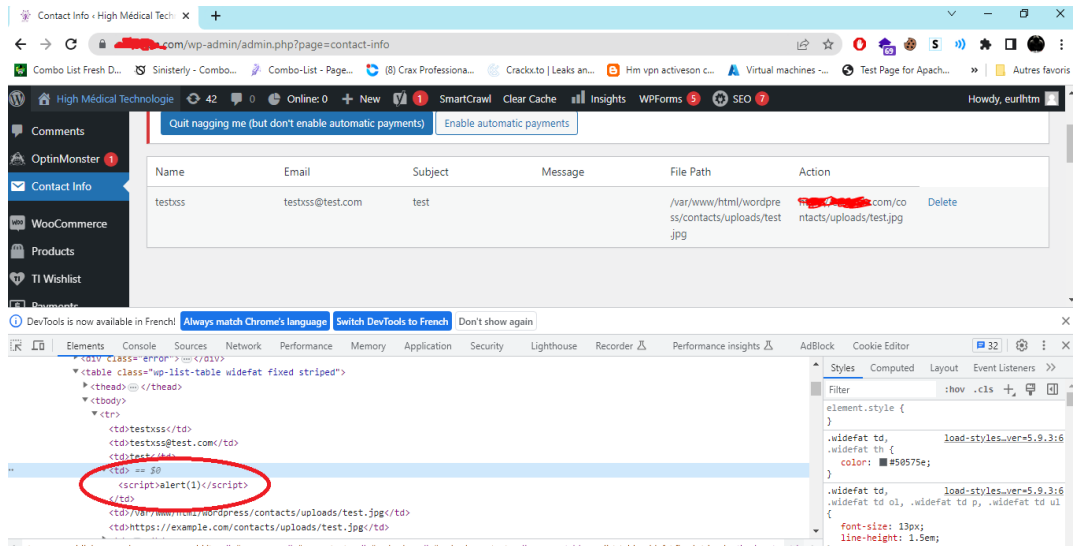 Contact Info ‹ High Médical Tech
.com/wp-admin/admin.php?page=contact-info
69
Combo List Fresh D... Sinisterly - Combo... Combo-List - Page... (8) Crax Professiona... Crackx.to | Leaks an... Hm vpn activeson c... Virtual machines -... Test Page for Apach... » Autres favoris
High Médical Technologie 42 0 Online: 0 + New 1 SmartCrawl Clear Cache Insights WPForms 5 SEO 7 Howdy, eurlhtm
Quit nagging me (but don't enable automatic payments) Enable automatic payments
Comments
OptinMonster 1
Contact Info
WooCommerce
Products
TI Wishlist
Payments
Name Email Subject Message File Path Action
testxss testxss@test.com test /var/www/html/wordpre .com/co Delete
ss/contacts/uploads/test ntacts/uploads/test.jpg
.jpg
DevTools is now available in French! Always match Chrome's language Switch DevTools to French Don't show again
Elements Console Sources Network Performance Memory Application Security Lighthouse Recorder Performance insights AdBlock Cookie Editor 32
Styles Computed Layout Event Listeners »
Filter :hov .cls +
<div class="error"> </div>
<table class="wp-list-table widefat fixed striped">
<thead> </thead>
<tbody>
<tr>
<td>testxss</td>
<td>testxss@test.com</td>
<td>test</td>
<td> == $0
<script>alert(1)</script>
</td>
<td>/var/www/html/wordpress/contacts/uploads/test.jpg</td>
<td>https://example.com/contacts/uploads/test.jpg</td>
element.style {
}
.widefat td, load-styles…ver=5.9.3:6
.widefat th {
color: #50575e;
}
.widefat td, load-styles…ver=5.9.3:6
.widefat td ol, .widefat td p, .widefat td ul
{
font-size: 13px;
line-height: 1.5em;